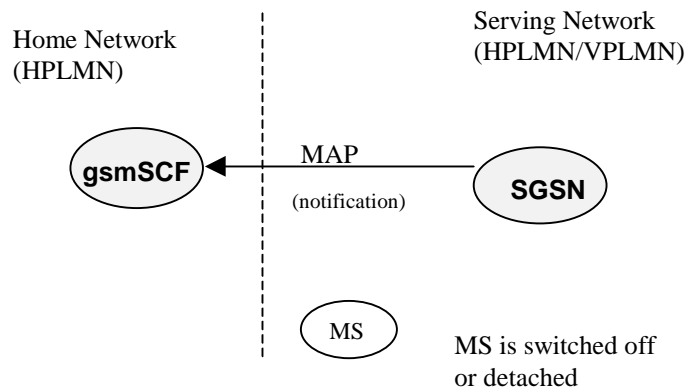 Home Network
(HPLMN)
Serving Network
(HPLMN/VPLMN)
gsmSCF
MAP
(notification)
SGSN
MS
MS is switched off
or detached